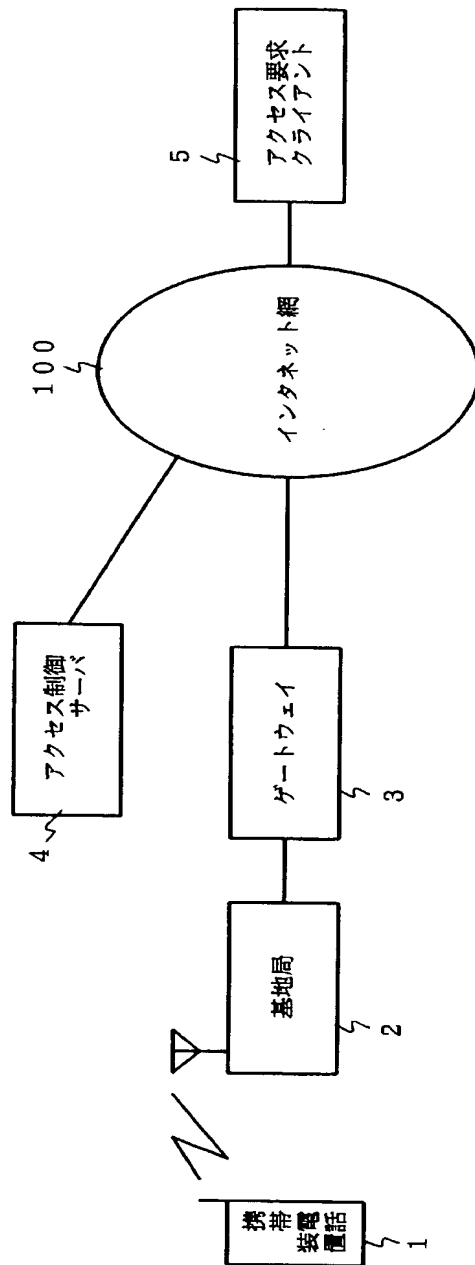 携帯
装電
置話
1
基地局
2
ゲートウェイ
3
アクセス制御
サーバ
4
インタネット網
100
アクセス要求
クライアント
5